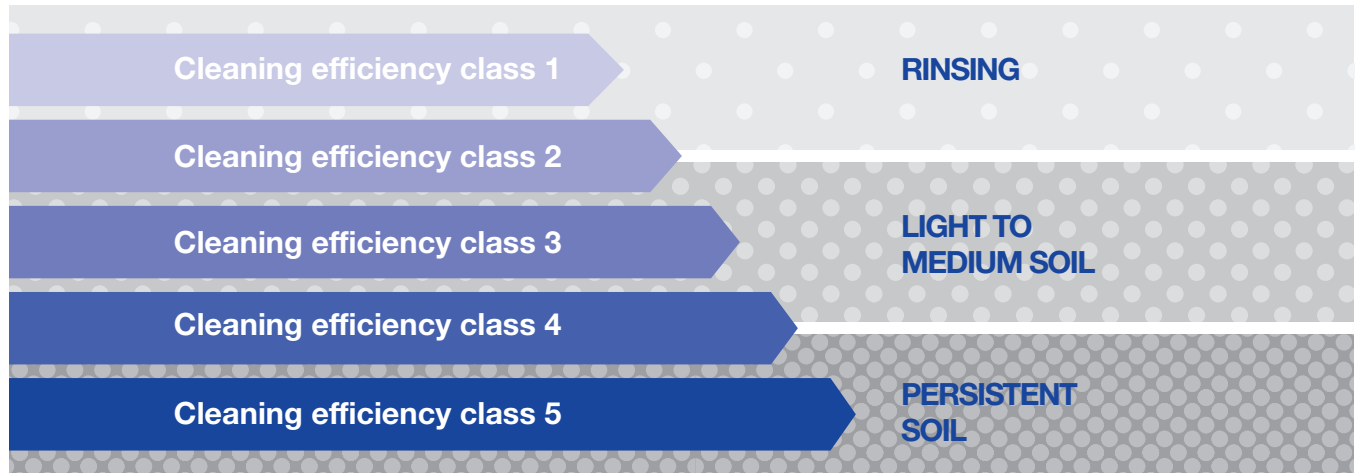 Cleaning efficiency class 1
RINSING
Cleaning efficiency class 2
Cleaning efficiency class 3
LIGHT TO
MEDIUM SOIL
Cleaning efficiency class 4
Cleaning efficiency class 5
PERSISTENT
SOIL